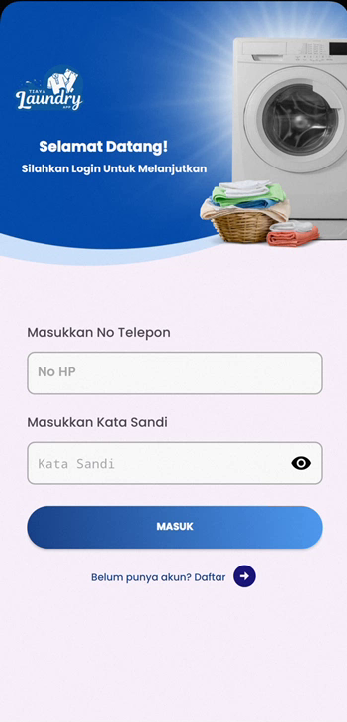 TJAYA
Laundry
APP
Selamat Datang!
Silahkan Login Untuk Melanjutkan
Masukkan No Telepon
No HP
Masukkan Kata Sandi
Kata Sandi
MASUK
Belum punya akun? Daftar